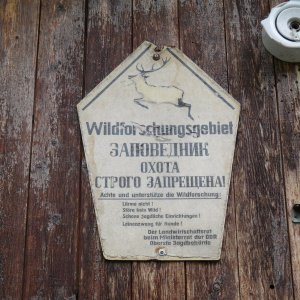 Wildforschungsgebiet
ЗАПОВЕДНИК
ОХОТА
СТРОГО ЗАПРЕЩЕНА!
Achte und unterstütze die Wildforschung:
Lärme nicht!
Störe kein Wild!
Schone jagdliche Einrichtungen!
Leinenzwang für Hunde!
Der Landwirtschaftsrat
beim Ministerrat der DDR
Oberste Jagdbehörde